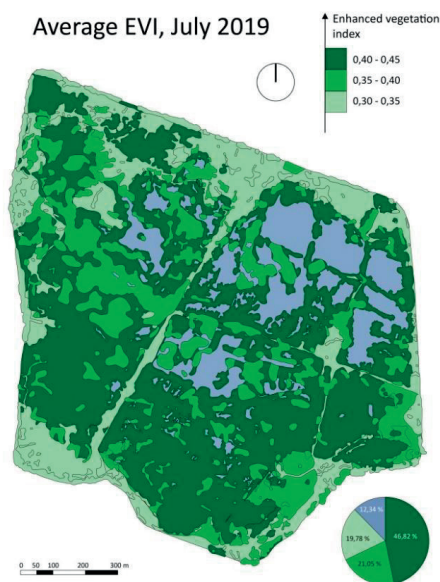 Average EVI, July 2019
Enhanced vegetation
index
0,40 - 0,45
0,35 - 0,40
0,30 - 0,35
12,34 %
46,82 %
19,78 %
21,05 %
0 50 100 200 300 m